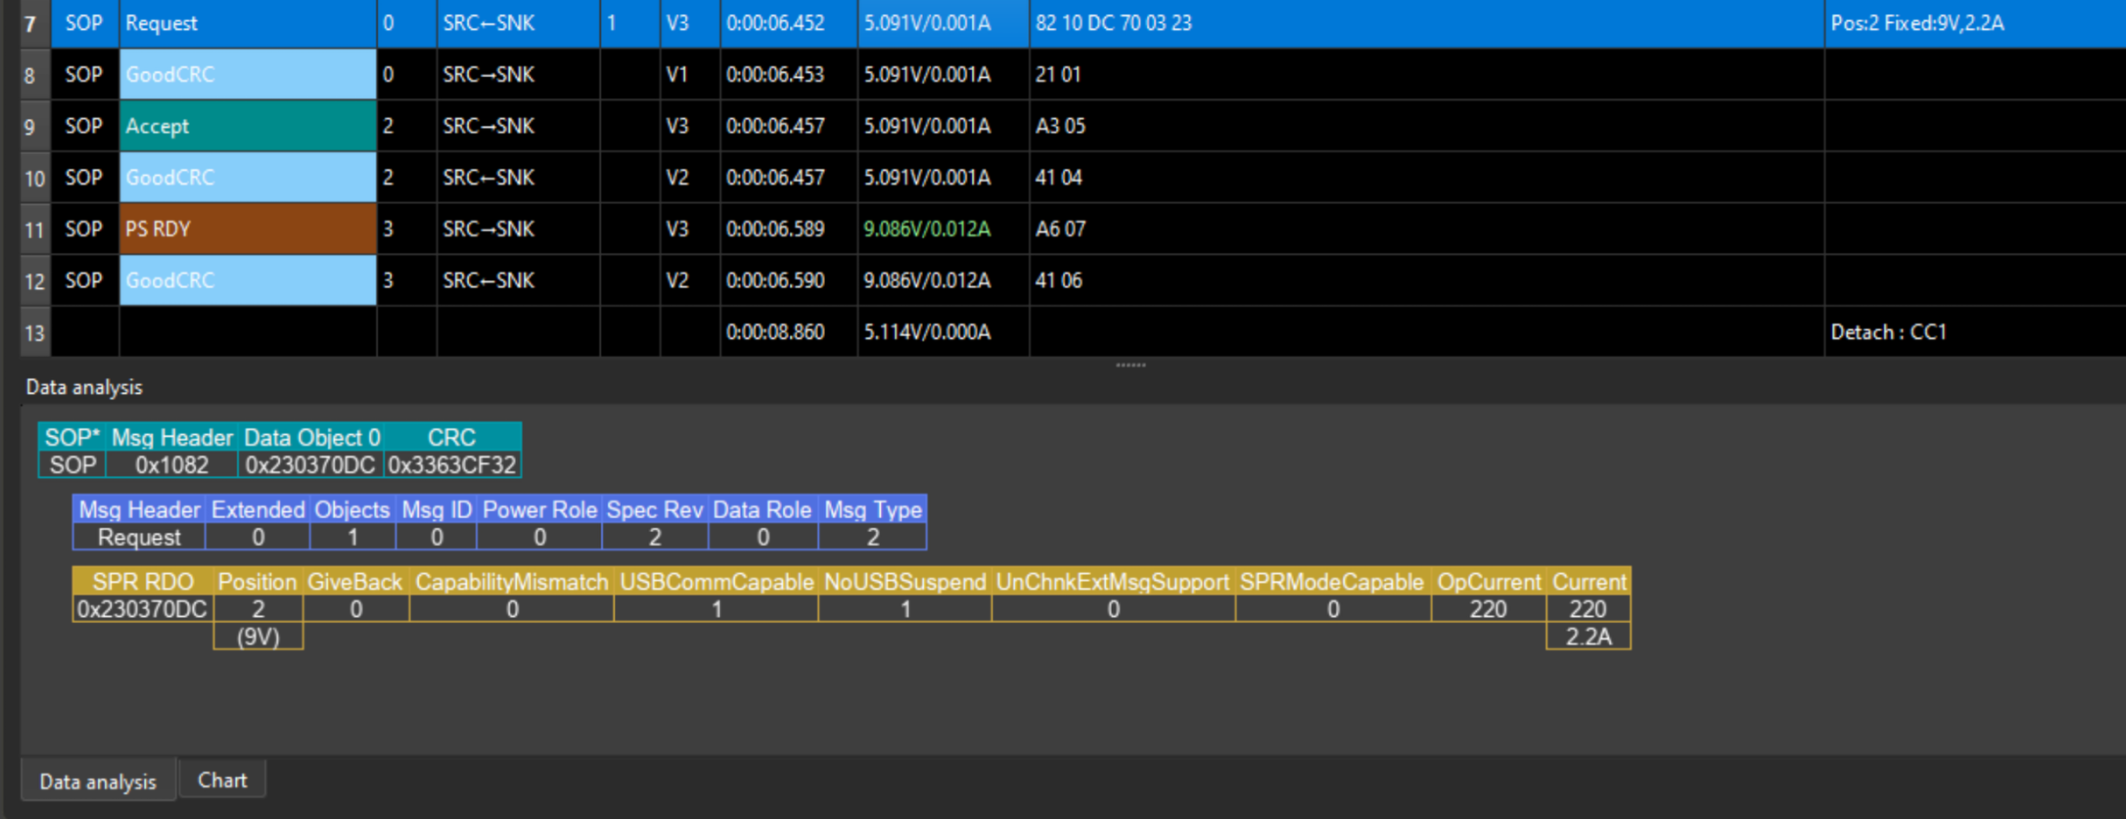 7 SOP Request 0 SRC←SNK 1 V3 0:00:06.452 5.091V/0.001A 82 10 DC 70 03 23 Pos:2 Fixed:9V,2.2A
8 SOP GoodCRC 0 SRC→SNK V1 0:00:06.453 5.091V/0.001A 21 01
9 SOP Accept 2 SRC→SNK V3 0:00:06.457 5.091V/0.001A A3 05
10 SOP GoodCRC 2 SRC←SNK V2 0:00:06.457 5.091V/0.001A 41 04
11 SOP PS RDY 3 SRC→SNK V3 0:00:06.589 9.086V/0.012A A6 07
12 SOP GoodCRC 3 SRC←SNK V2 0:00:06.590 9.086V/0.012A 41 06
13 0:00:08.860 5.114V/0.000A Detach : CC1
Data analysis
SOP* Msg Header Data Object 0 CRC
SOP 0x1082 0x230370DC 0x3363CF32
Msg Header Extended Objects Msg ID Power Role Spec Rev Data Role Msg Type
Request 0 1 0 0 2 0 2
SPR RDO Position GiveBack CapabilityMismatch USBCommCapable NoUSBSuspend UnChnkExtMsgSupport SPRModeCapable OpCurrent Current
0x230370DC 2 0 0 1 1 0 0 220 220
(9V) 2.2A
Data analysis Chart